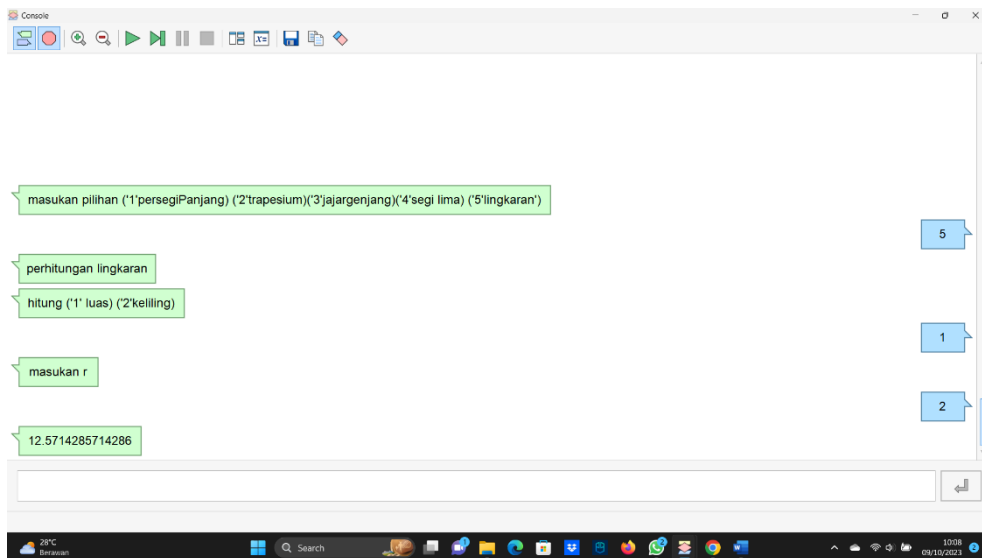 Console
masukan pilihan ('1'persegiPanjang) ('2'trapesium)('3'jajargenjang)('4'segi lima) ('5'lingkaran')
5
perhitungan lingkaran
hitung ('1' luas) ('2'keliling)
1
masukan r
2
12.5714285714286
28°C
Berawan
Search
10:08
09/10/2023